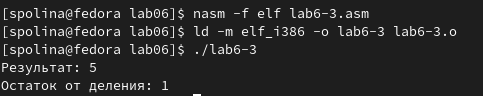 [spolina@fedora lab06]$ nasm -f elf lab6-3.asm
[spolina@fedora lab06]$ ld -m elf_i386 -o lab6-3 lab6-3.o
[spolina@fedora lab06]$ ./lab6-3
Результат: 5
Остаток от деления: 1